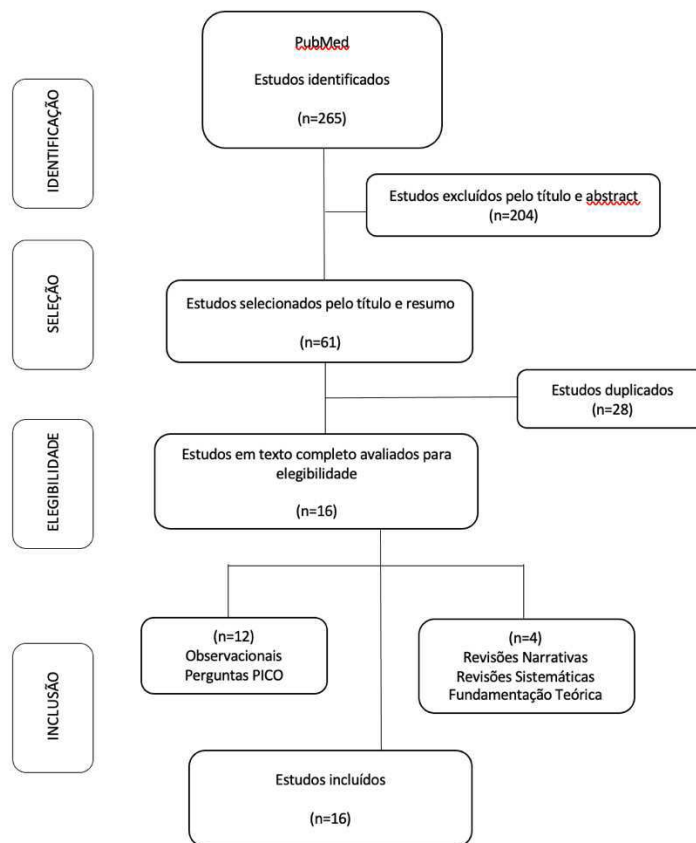 PubMed
Estudos identificados
(n=265)
IDENTIFICAÇÃO
Estudos excluídos pelo título e abstract
(n=204)
SELEÇÃO
Estudos selecionados pelo título e resumo
(n=61)
Estudos duplicados
(n=28)
ELEGIBILIDADE
Estudos em texto completo avaliados para
elegibilidade
(n=16)
(n=12)
Observacionais
Perguntas PICO
(n=4)
Revisões Narrativas
Revisões Sistemáticas
Fundamentação Teórica
INCLUSÃO
Estudos incluídos
(n=16)